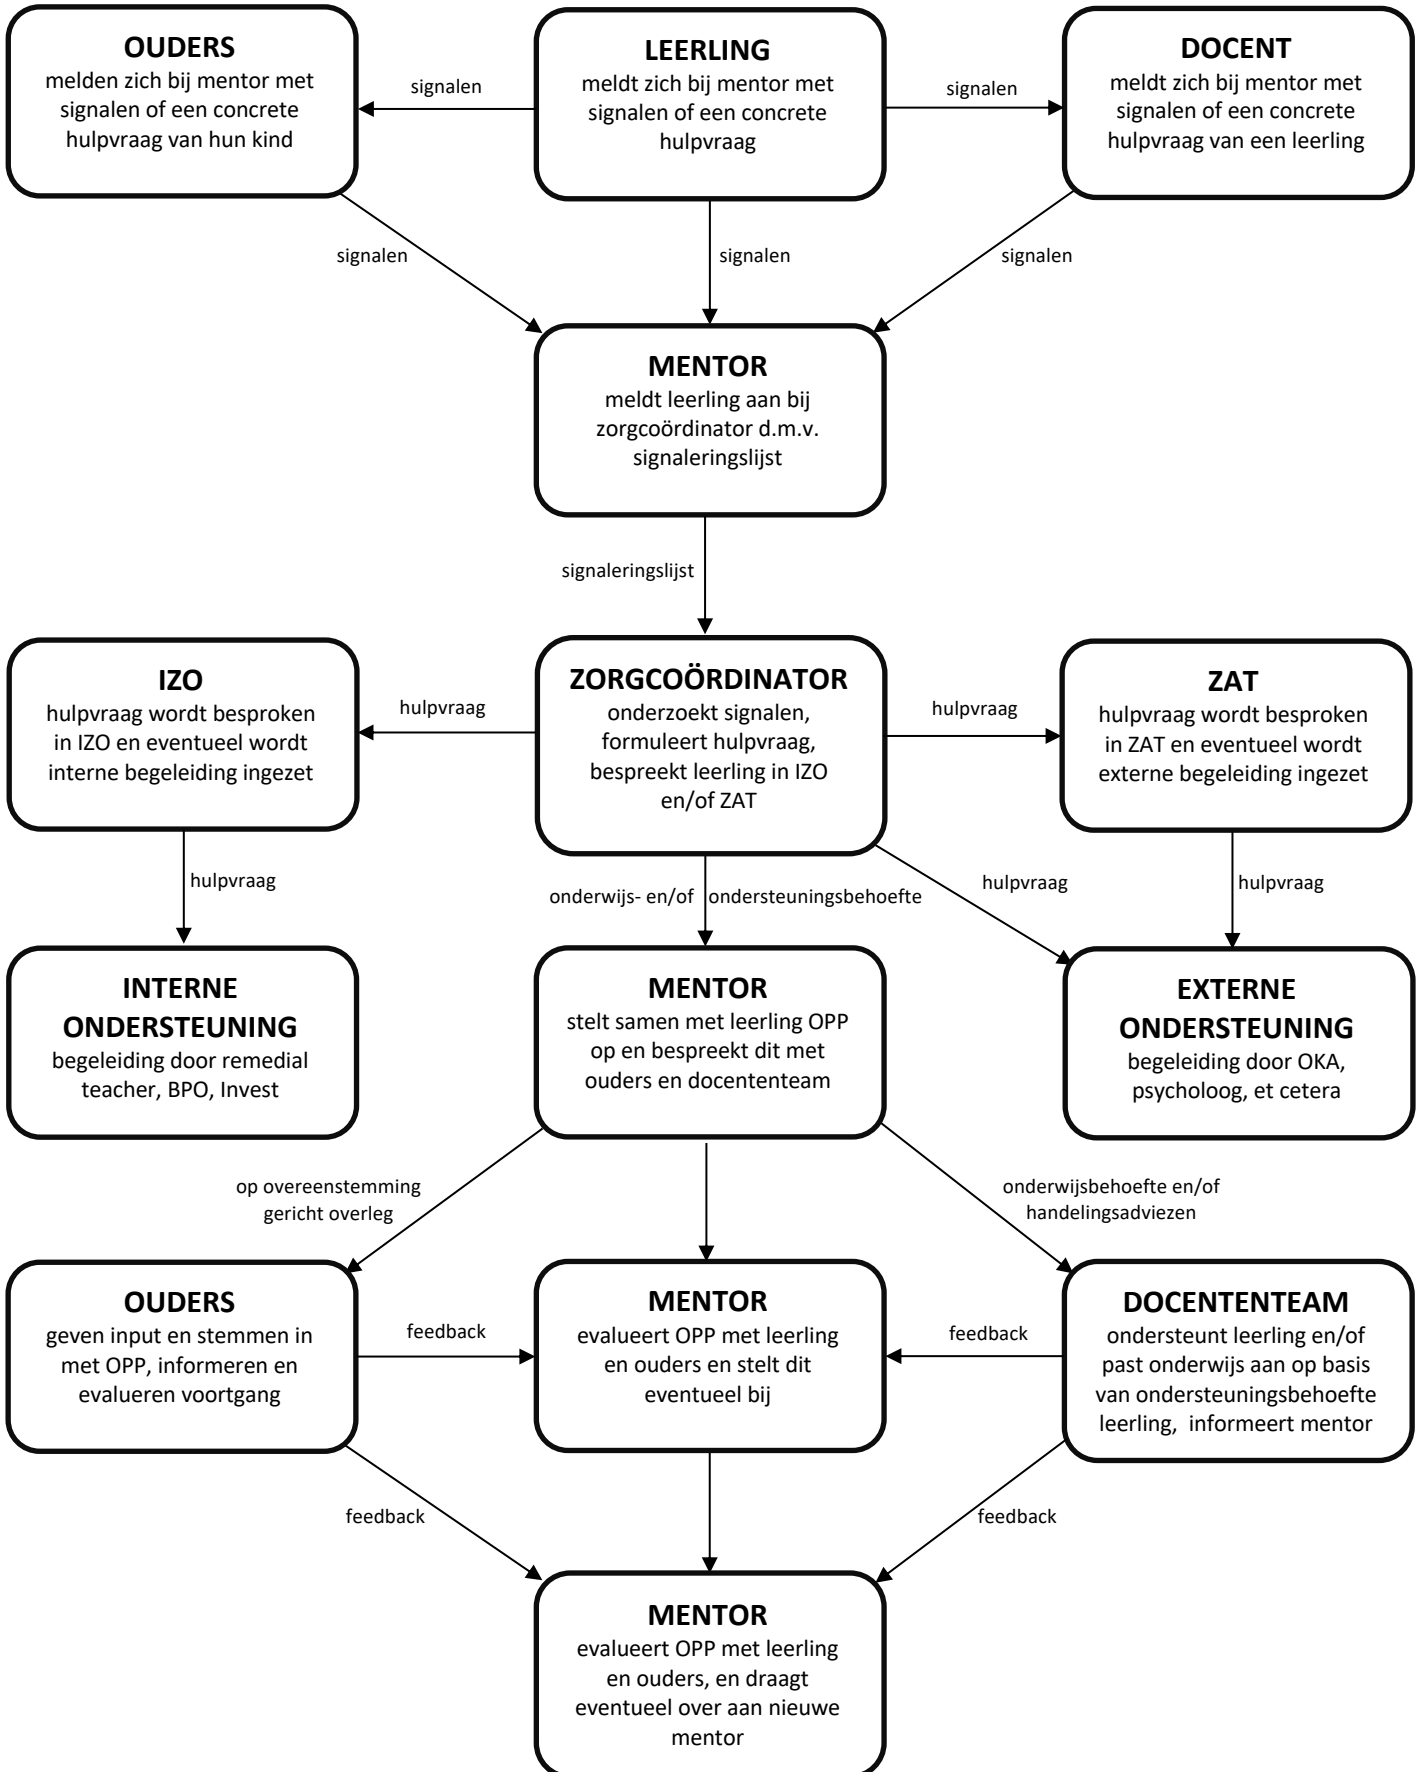 OUDERS
melden zich bij mentor met
signalen of een concrete
hulpvraag van hun kind
signalen
LEERLING
meldt zich bij mentor met
signalen of een concrete
hulpvraag
signalen
DOCENT
meldt zich bij mentor met
signalen of een concrete
hulpvraag van een leerling
signalen
signalen
signalen
MENTOR
meldt leerling aan bij
zorgcoördinator d.m.v.
signaleringslijst
signaleringslijst
IZO
hulpvraag wordt besproken
in IZO en eventueel wordt
interne begeleiding ingezet
hulpvraag
ZORGCOÖRDINATOR
onderzoekt signalen,
formuleert hulpvraag,
bespreekt leerling in IZO
en/of ZAT
hulpvraag
ZAT
hulpvraag wordt besproken
in ZAT en eventueel wordt
externe begeleiding ingezet
hulpvraag
onderwijs- en/of ondersteuningsbehoefte
hulpvraag
hulpvraag
INTERNE
ONDERSTEUNING
begeleiding door remedial
teacher, BPO, Invest
MENTOR
stelt samen met leerling OPP
op en bespreekt dit met
ouders en docententeam
EXTERNE
ONDERSTEUNING
begeleiding door OKA,
psycholoog, et cetera
op overeenstemming
gericht overleg
onderwijsbehoefte en/of
handelingsadviezen
OUDERS
geven input en stemmen in
met OPP, informeren en
evalueren voortgang
feedback
MENTOR
evalueert OPP met leerling
en ouders en stelt dit
eventueel bij
feedback
DOCENTENTEAM
ondersteunt leerling en/of
past onderwijs aan op basis
van ondersteuningsbehoefte
leerling,  informeert mentor
feedback
feedback
MENTOR
evalueert OPP met leerling
en ouders, en draagt
eventueel over aan nieuwe
mentor